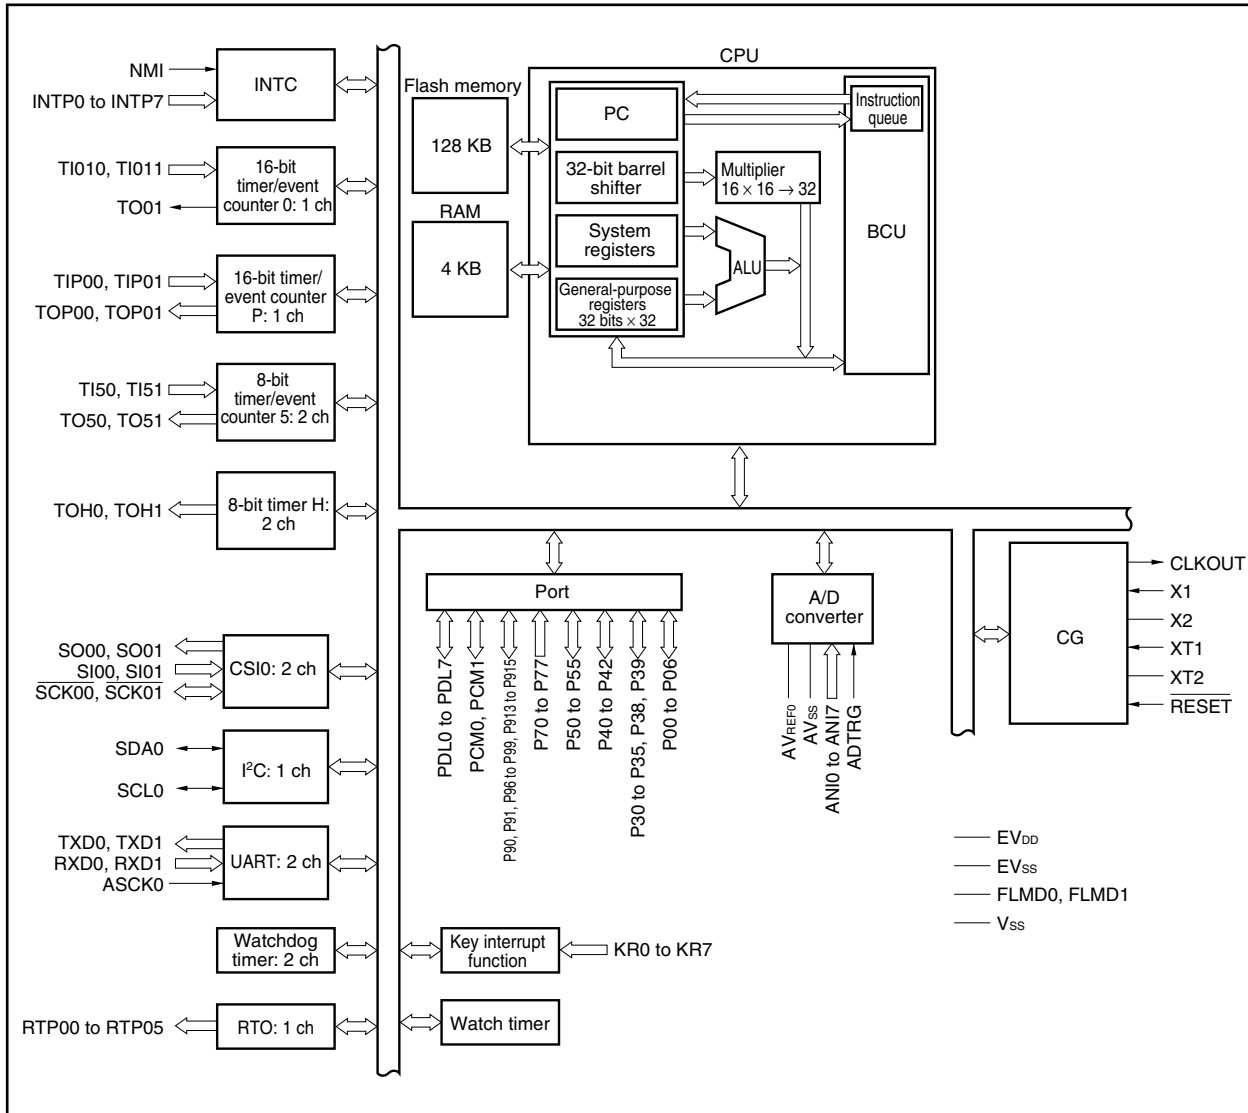 NMI
INTP0 to INTP7
INTC
TI010, TI011
TO01
16-bit
timer/event
counter 0: 1 ch
TIP00, TIP01
TOP00, TOP01
16-bit timer/
event counter
P: 1 ch
TI50, TI51
TO50, TO51
8-bit
timer/event
counter 5: 2 ch
TOH0, TOH1
8-bit timer H:
2 ch
SO00, SO01
SI00, SI01
SCK00, SCK01
CSI0: 2 ch
SDA0
SCL0
I²C: 1 ch
TXD0, TXD1
RXD0, RXD1
ASCK0
UART: 2 ch
Watchdog
timer: 2 ch
RTP00 to RTP05
RTO: 1 ch
Flash memory
128 KB
RAM
4 KB
CPU
PC
32-bit barrel
shifter
System
registers
General-purpose
registers
32 bits × 32
Multiplier
16 × 16 → 32
ALU
Instruction
queue
BCU
Port
PDL0 to PDL7
PCM0, PCM1
P90, P91, P96 to P99, P913 to P915
P70 to P77
P50 to P55
P40 to P42
P30 to P35, P38, P39
P00 to P06
A/D
converter
AVREF0
AVSS
ANI0 to ANI7
ADTRG
CG
CLKOUT
X1
X2
XT1
XT2
RESET
EVDD
EVSS
FLMD0, FLMD1
VSS
Key interrupt
function
KR0 to KR7
Watch timer